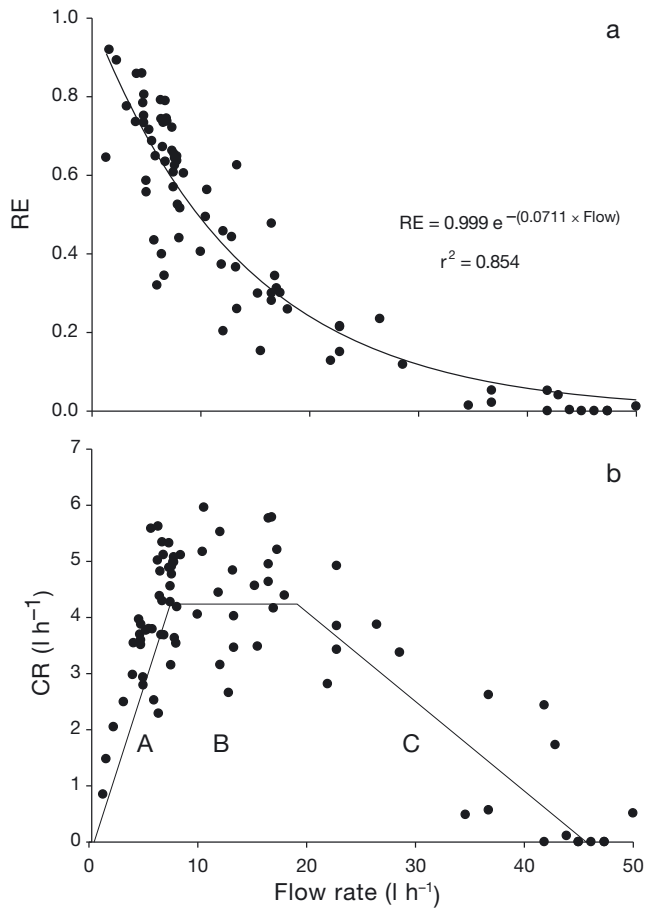 a
1.0
0.8
0.6
0.4
0.2
0.0
RE
RE = 0.999 e⁻⁽⁰·⁰⁷¹¹ ˣ ᶠˡᵒʷ⁾
r² = 0.854
b
7
6
5
4
3
2
1
0
CR (l h⁻¹)
A B C
0 10 20 30 40 50
Flow rate (l h⁻¹)